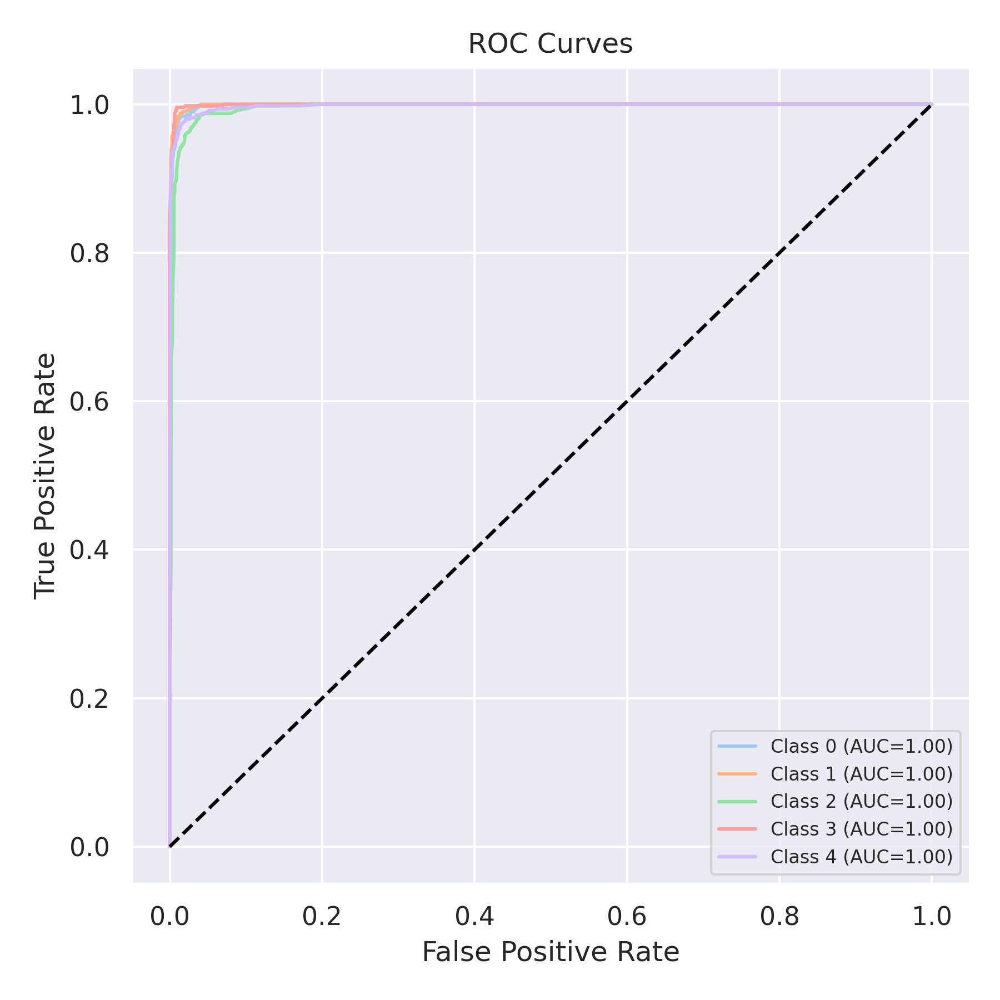 ROC Curves
True Positive Rate
1.0
0.8
0.6
0.4
0.2
0.0
Class 0 (AUC=1.00)
Class 1 (AUC=1.00)
Class 2 (AUC=1.00)
Class 3 (AUC=1.00)
Class 4 (AUC=1.00)
0.0 0.2 0.4 0.6 0.8 1.0
False Positive Rate